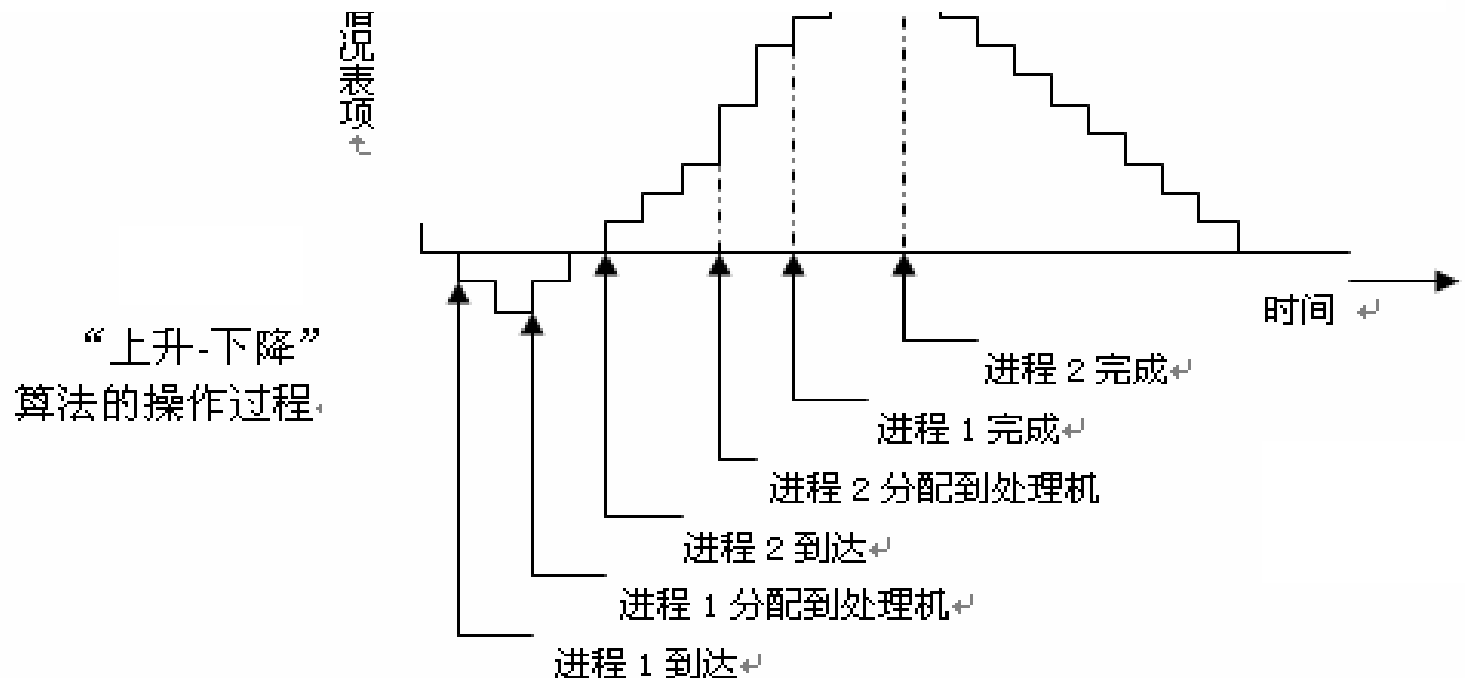 况
表
项
“上升-下降”
算法的操作过程
时间
进程 2 完成
进程 1 完成
进程 2 分配到处理机
进程 2 到达
进程 1 分配到处理机
进程 1 到达